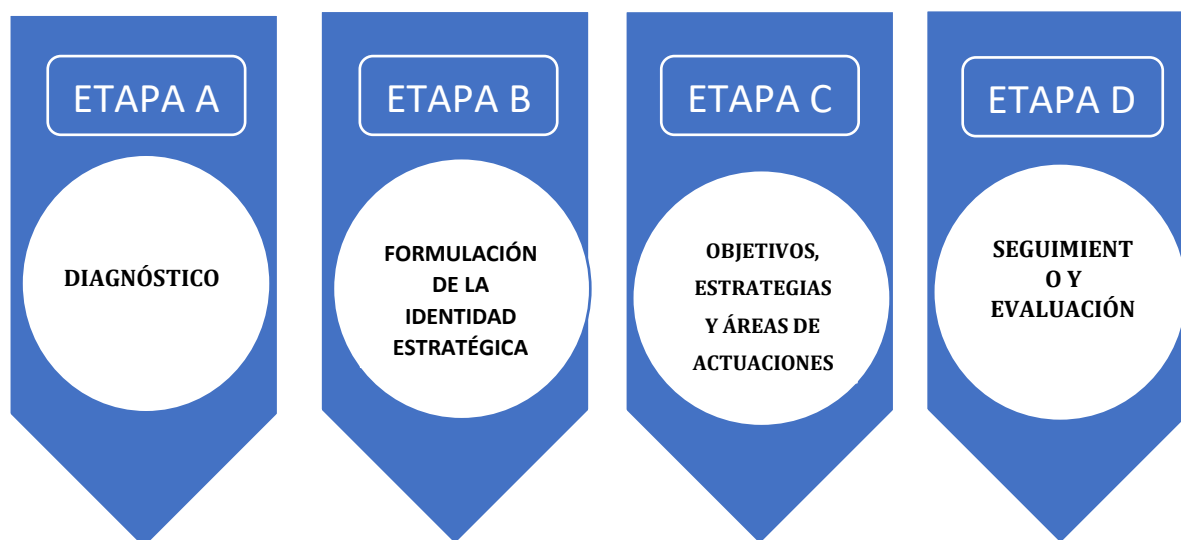 ETAPA A
DIAGNÓSTICO
ETAPA B
FORMULACIÓN
DE LA
IDENTIDAD
ESTRATÉGICA
ETAPA C
OBJETIVOS,
ESTRATEGIAS
Y ÁREAS DE
ACTUACIONES
ETAPA D
SEGUIMIENT
O Y
EVALUACIÓN